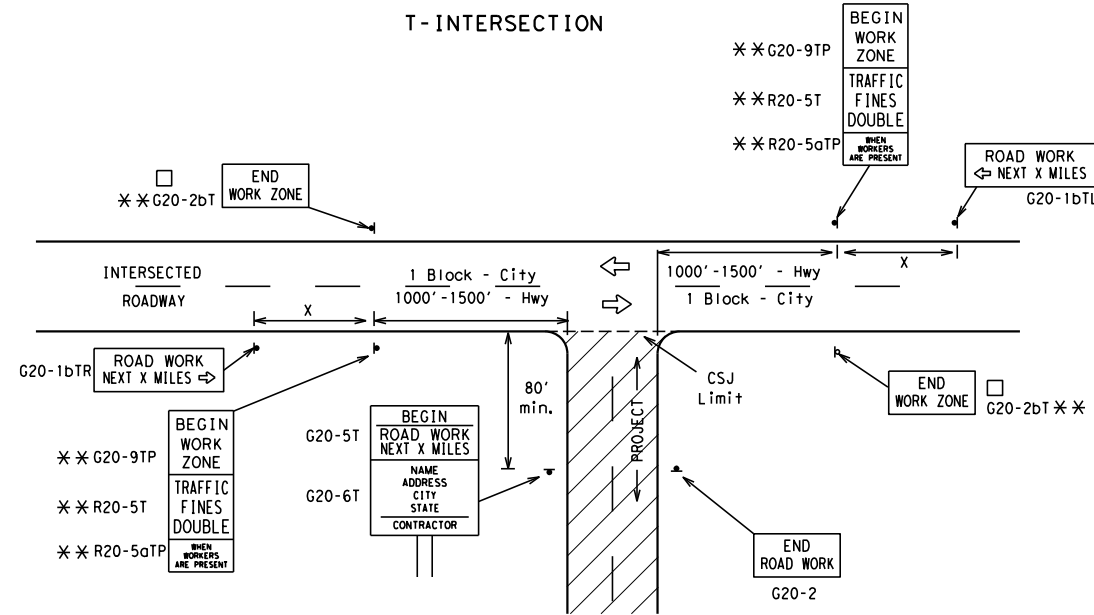 T-INTERSECTION
BEGIN
WORK
ZONE
TRAFFIC
FINES
DOUBLE
WHEN
WORKERS
ARE PRESENT
✳✳G20-9TP
✳✳R20-5T
✳✳R20-5aTP
ROAD WORK
⇦ NEXT X MILES
G20-1bTL
□
✳✳G20-2bT
END
WORK ZONE
INTERSECTED
ROADWAY
1 Block - City
1000'-1500' - Hwy
X
1000'-1500' - Hwy
1 Block - City
X
G20-1bTR
ROAD WORK
NEXT X MILES ⇨
80'
min.
CSJ
Limit
PROJECT
END
WORK ZONE
□
G20-2bT ✳✳
✳✳ G20-9TP
✳✳ R20-5T
✳✳ R20-5aTP
BEGIN
WORK
ZONE
TRAFFIC
FINES
DOUBLE
WHEN
WORKERS
ARE PRESENT
G20-5T
G20-6T
BEGIN
ROAD WORK
NEXT X MILES
NAME
ADDRESS
CITY
STATE
CONTRACTOR
END
ROAD WORK
G20-2